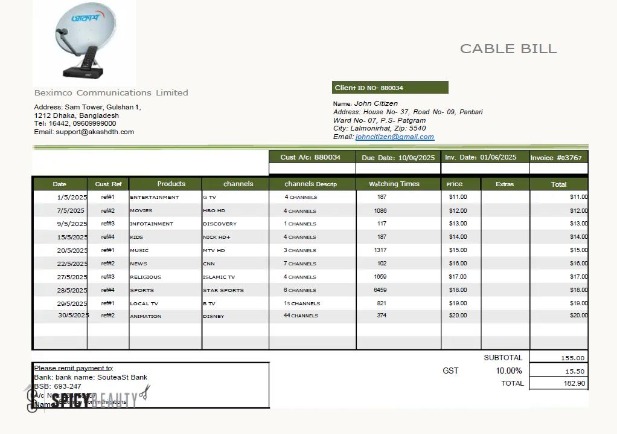 আকাশ
CABLE BILL
Beximco Communications Limited
Address: Sam Tower, Gulshan 1,
1212 Dhaka, Bangladesh
Tel: 16442, 09609999000
Email: support@akashdth.com
Client ID NO: 880034
Name: John Citizen
Address: House No- 37, Road No- 09, Panbari
Ward No- 07, P.S- Patgram
City: Lalmonirhat, Zip: 5540
Email: johncitizen@gmail.com
Cust A/c: 880034 Due Date: 10/06/2025 Inv. Date: 01/06/2025 Invoice #e3767
Date Cust Ref Products channels channels Descrip Watching Times Price Extras Total
1/5/2025 ref#1 ENTERTAINMENT G TV 4 CHANNELS 187 $11.00 $11.00
7/5/2025 ref#2 MOVIES HBO HD 2 CHANNELS 1086 $12.00 $12.00
9/5/2025 ref#3 INFOTAINMENT DISCOVERY 1 CHANNELS 117 $13.00 $13.00
15/5/2025 ref#4 KIDS NICK HD+ 4 CHANNELS 187 $14.00 $14.00
20/5/2025 ref#1 MUSIC MTV HD 3 CHANNELS 1317 $15.00 $15.00
22/5/2025 ref#2 NEWS CNN 7 CHANNELS 102 $16.00 $16.00
27/5/2025 ref#3 RELIGIOUS ISLAMIC TV 4 CHANNELS 1659 $17.00 $17.00
28/5/2025 ref#4 SPORTS STAR SPORTS 6 CHANNELS 6459 $18.00 $18.00
29/5/2025 ref#1 LOCAL TV B TV 14 CHANNELS 821 $19.00 $19.00
30/5/2025 ref#2 ANIMATION DISNEY 44 CHANNELS 374 $20.00 $20.00
SUBTOTAL 155.00
GST 10.00% 15.50
TOTAL 182.90
Please remit payment to:
Bank: bank name: SouteaSt Bank
BSB: 693-247
A/c
SPICY BEAUTY
Name: